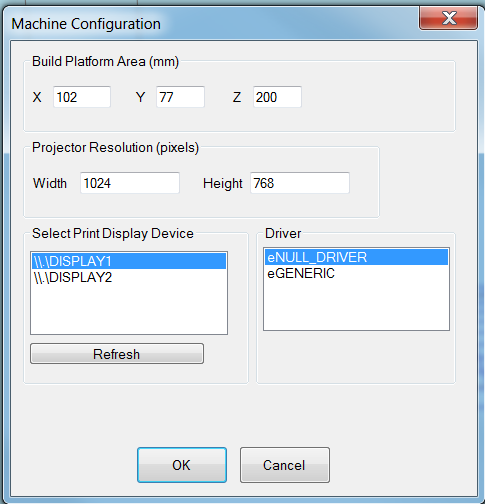 Machine Configuration
Build Platform Area (mm)
X 102 Y 77 Z 200
Projector Resolution (pixels)
Width 1024 Height 768
Select Print Display Device
\\.\DISPLAY1
\\.\DISPLAY2
Refresh
Driver
eNULL_DRIVER
eGENERIC
OK Cancel